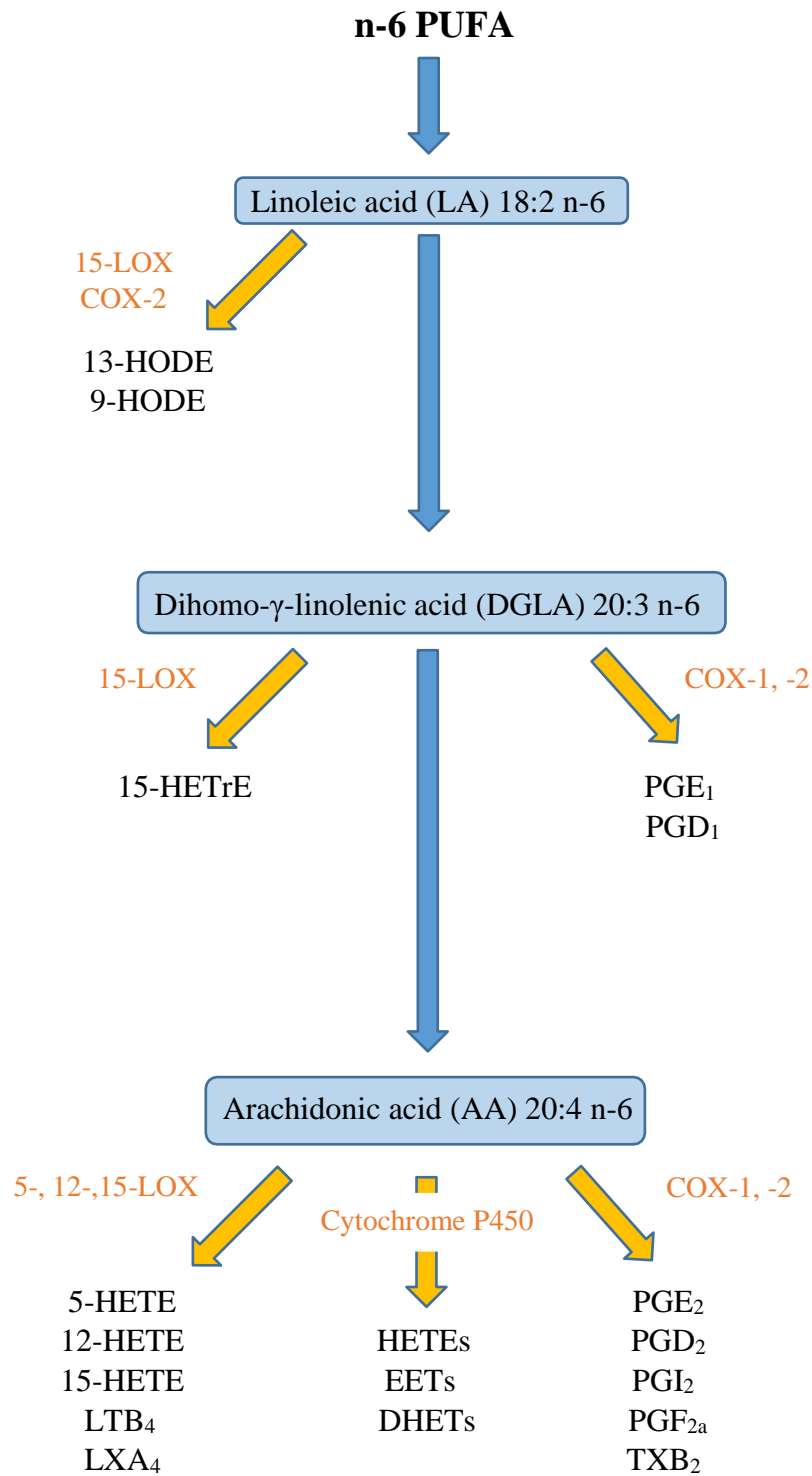 n-6 PUFA
Linoleic acid (LA) 18:2 n-6
15-LOX
COX-2
13-HODE
9-HODE
Dihomo-γ-linolenic acid (DGLA) 20:3 n-6
15-LOX
COX-1, -2
15-HETrE
PGE₁
PGD₁
Arachidonic acid (AA) 20:4 n-6
5-, 12-,15-LOX
Cytochrome P450
COX-1, -2
5-HETE
12-HETE
15-HETE
LTB₄
LXA₄
HETEs
EETs
DHETs
PGE₂
PGD₂
PGI₂
PGF₂ₐ
TXB₂